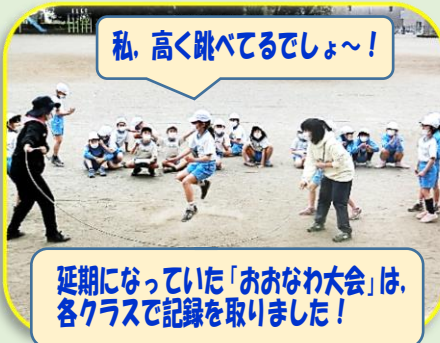 私, 高く跳べてるでしょ～！
延期になっていた「おおなわ大会」は,
各クラスで記録を取りました！